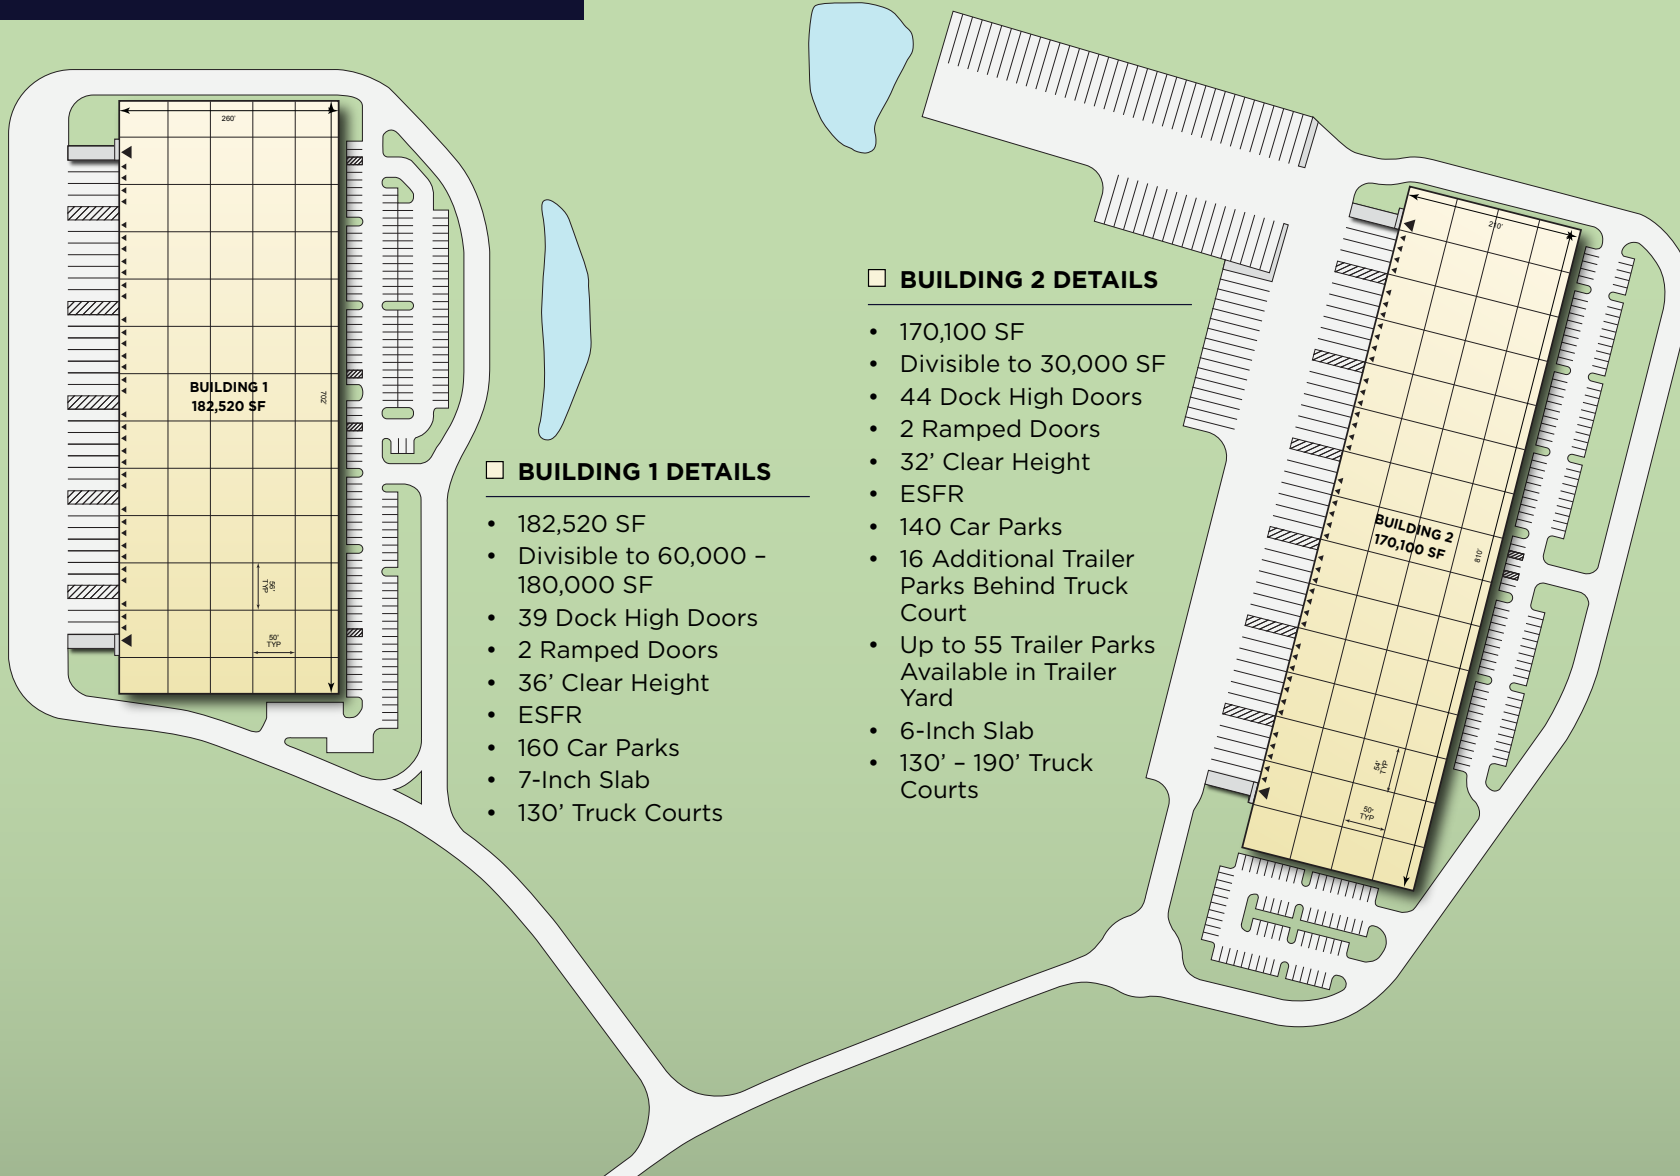 260'
702'
BUILDING 1
182,520 SF
56'
TYP
50'
TYP
BUILDING 1 DETAILS
• 182,520 SF
• Divisible to 60,000 –
180,000 SF
• 39 Dock High Doors
• 2 Ramped Doors
• 36’ Clear Height
• ESFR
• 160 Car Parks
• 7-Inch Slab
• 130’ Truck Courts
BUILDING 2 DETAILS
• 170,100 SF
• Divisible to 30,000 SF
• 44 Dock High Doors
• 2 Ramped Doors
• 32’ Clear Height
• ESFR
• 140 Car Parks
• 16 Additional Trailer
Parks Behind Truck
Court
• Up to 55 Trailer Parks
Available in Trailer
Yard
• 6-Inch Slab
• 130’ – 190’ Truck
Courts
210'
BUILDING 2
170,100 SF
810'
54'
TYP
50'
TYP